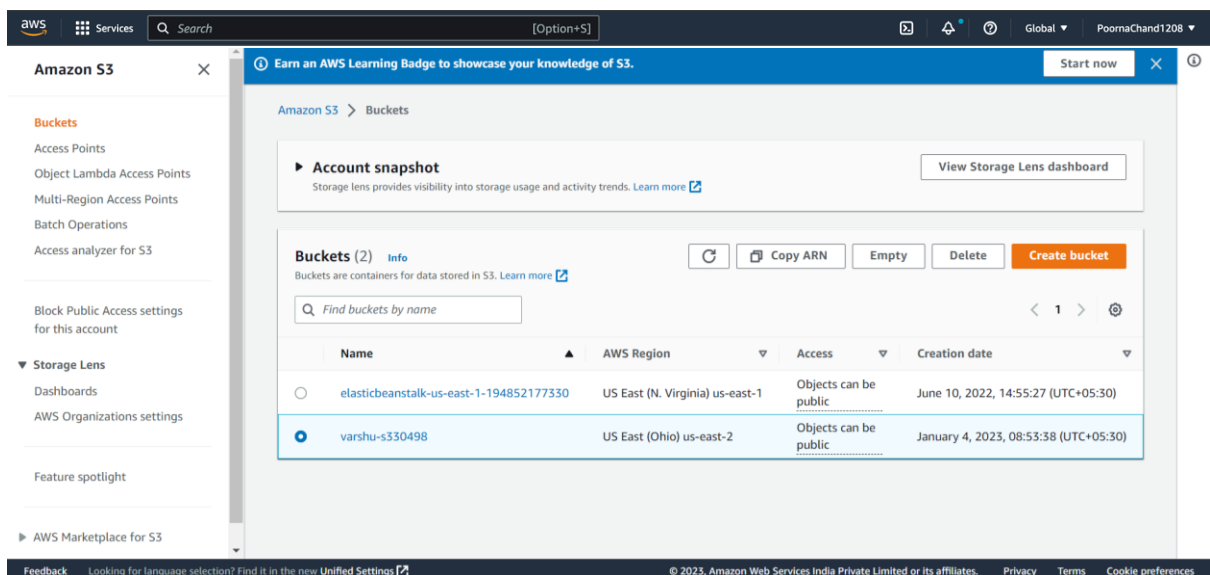 aws
Services
Search
[Option+S]
Global
PoornaChand1208
Amazon S3
Buckets
Access Points
Object Lambda Access Points
Multi-Region Access Points
Batch Operations
Access analyzer for S3
Block Public Access settings
for this account
Storage Lens
Dashboards
AWS Organizations settings
Feature spotlight
AWS Marketplace for S3
Earn an AWS Learning Badge to showcase your knowledge of S3.
Start now
Amazon S3 > Buckets
Account snapshot
Storage lens provides visibility into storage usage and activity trends. Learn more
View Storage Lens dashboard
Buckets (2) Info
Buckets are containers for data stored in S3. Learn more
Copy ARN
Empty
Delete
Create bucket
Find buckets by name
< 1 >
Name
AWS Region
Access
Creation date
elasticbeanstalk-us-east-1-194852177330
US East (N. Virginia) us-east-1
Objects can be
public
June 10, 2022, 14:55:27 (UTC+05:30)
varshu-s330498
US East (Ohio) us-east-2
Objects can be
public
January 4, 2023, 08:53:38 (UTC+05:30)
Feedback
Looking for language selection? Find it in the new Unified Settings
© 2023, Amazon Web Services India Private Limited or its affiliates.
Privacy
Terms
Cookie preferences